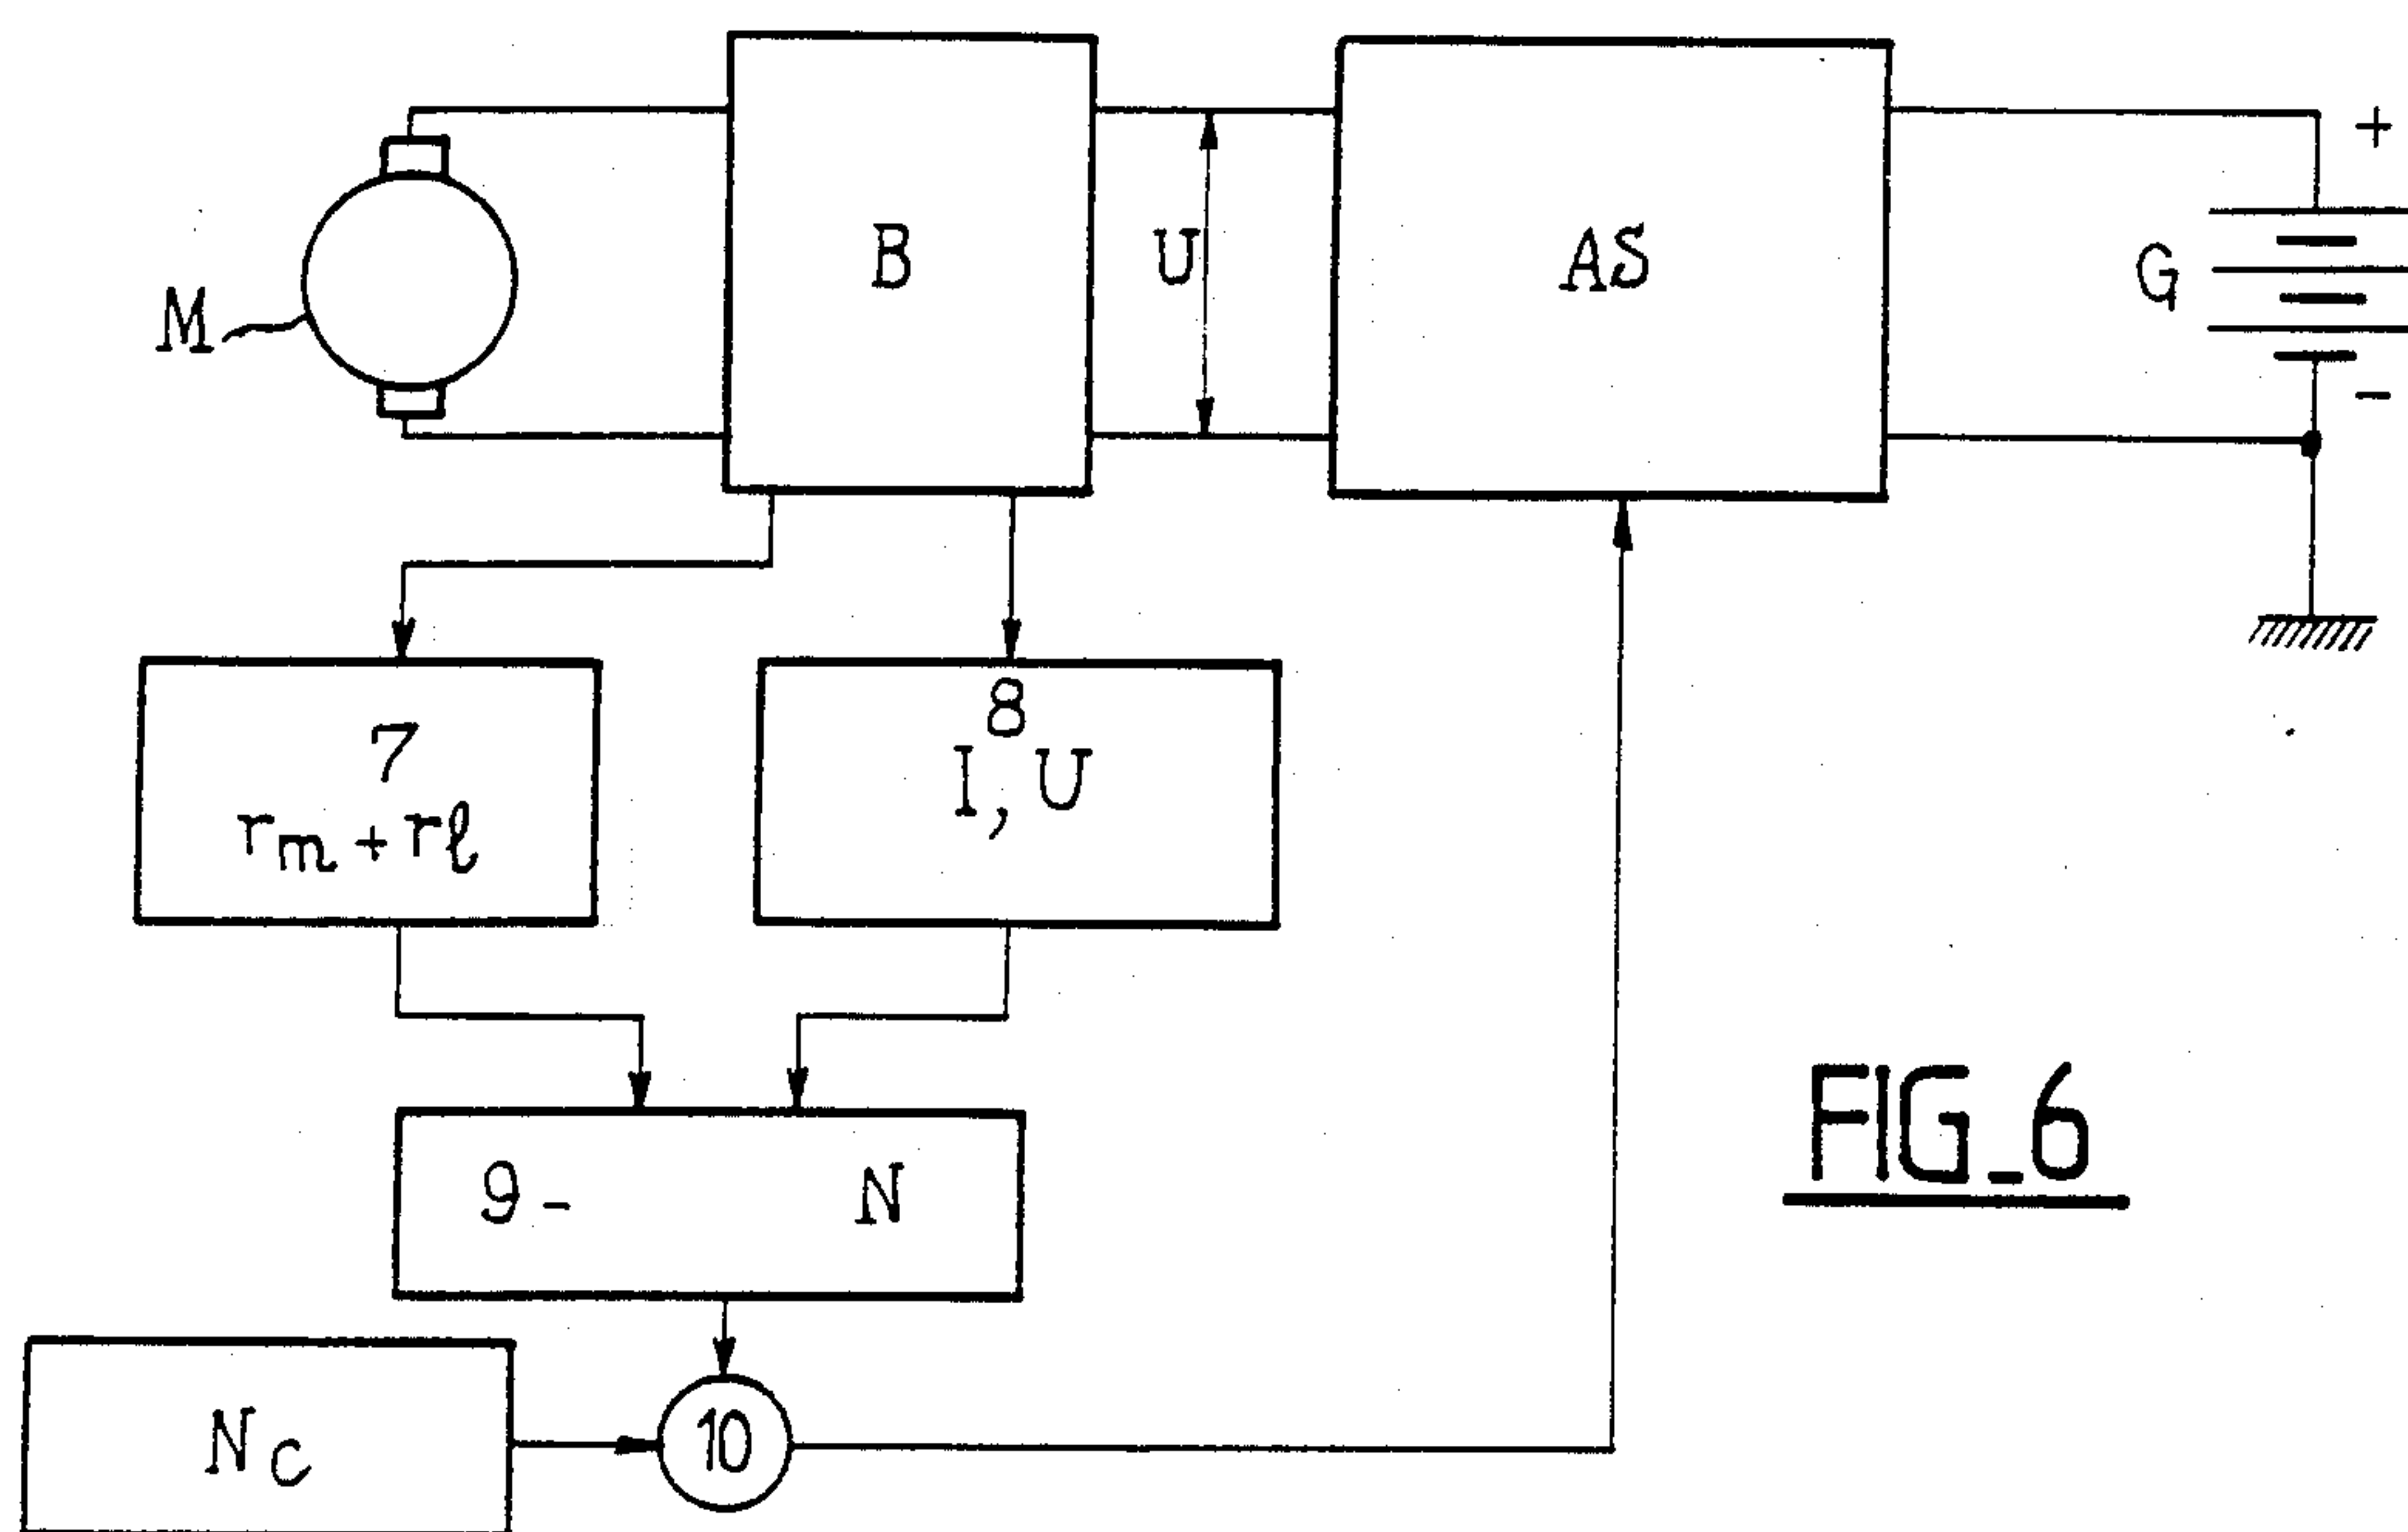 +
B
U
AS
G
M
-
8
7
I, U
rm + rℓ
FIG_6
9- N
10
Nc